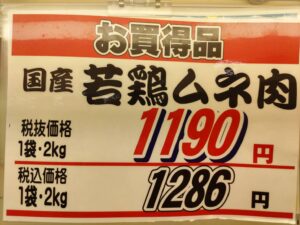 お買得品
国産 若鶏ムネ肉
税抜価格
1袋・2kg
1190円
税込価格
1袋・2kg
1286円